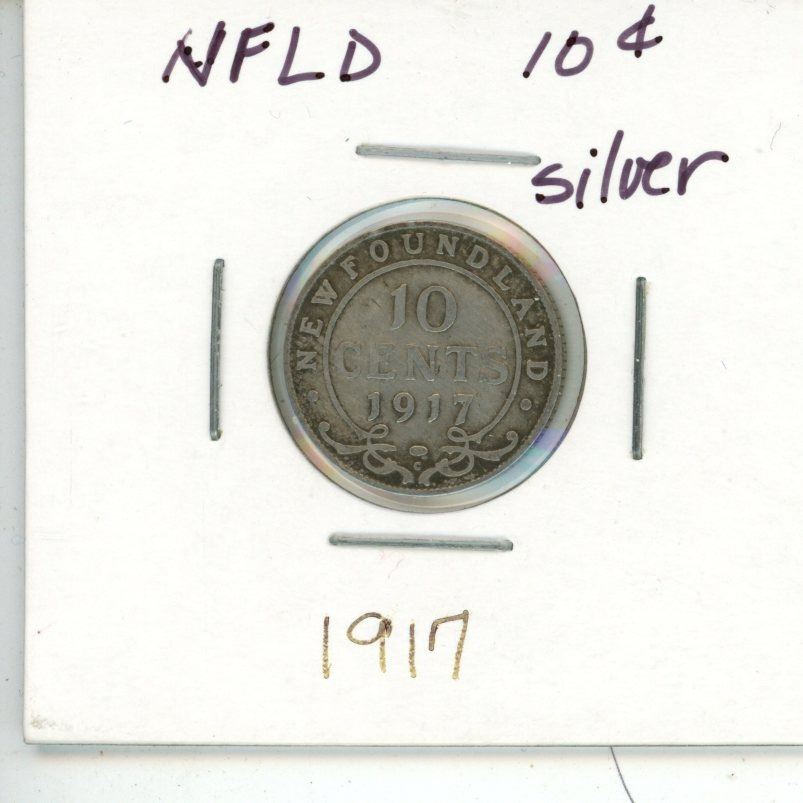 NFLD 10¢
silver
NEWFOUNDLAND
10
CENTS
1917
C
1917